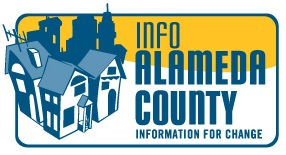 INFO
ALAMEDA
COUNTY
INFORMATION FOR CHANGE